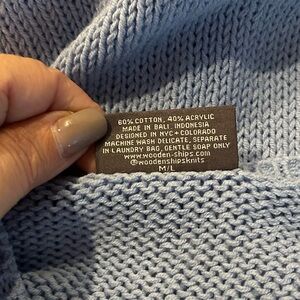 60% COTTON, 40% ACRYLIC
MADE IN BALI, INDONESIA
DESIGNED IN NYC + COLORADO
MACHINE WASH DELICATE, SEPARATE
IN LAUNDRY BAG, GENTLE SOAP ONLY
www.wooden-ships.com
@woodenshipsknits
M/L